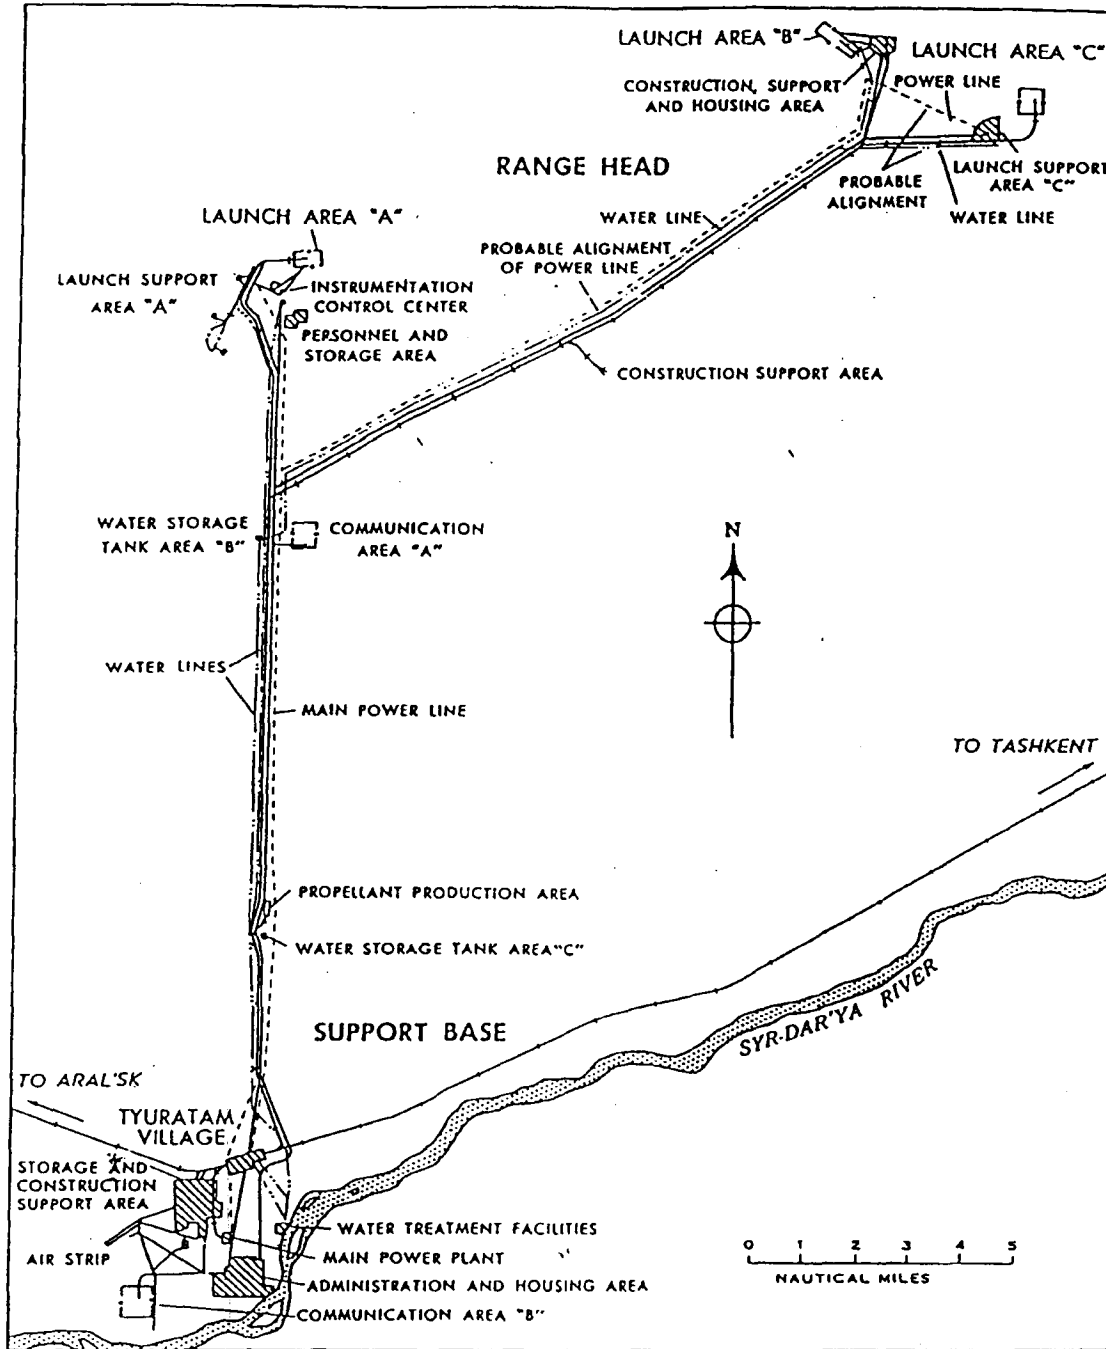 LAUNCH AREA "B"
LAUNCH AREA "C"
CONSTRUCTION, SUPPORT
AND HOUSING AREA
POWER LINE
RANGE HEAD
PROBABLE
ALIGNMENT
LAUNCH SUPPORT
AREA "C"
WATER LINE
LAUNCH AREA "A"
WATER LINE
PROBABLE ALIGNMENT
OF POWER LINE
LAUNCH SUPPORT
AREA "A"
INSTRUMENTATION
CONTROL CENTER
PERSONNEL AND
STORAGE AREA
CONSTRUCTION SUPPORT AREA
WATER STORAGE
TANK AREA "B"
COMMUNICATION
AREA "A"
N
WATER LINES
MAIN POWER LINE
TO TASHKENT
PROPELLANT PRODUCTION AREA
WATER STORAGE TANK AREA "C"
SUPPORT BASE
SYR-DAR'YA RIVER
TO ARAL'SK
TYURATAM
VILLAGE
STORAGE AND
CONSTRUCTION
SUPPORT AREA
WATER TREATMENT FACILITIES
AIR STRIP
MAIN POWER PLANT
ADMINISTRATION AND HOUSING AREA
COMMUNICATION AREA "B"
0 1 2 3 4 5
NAUTICAL MILES